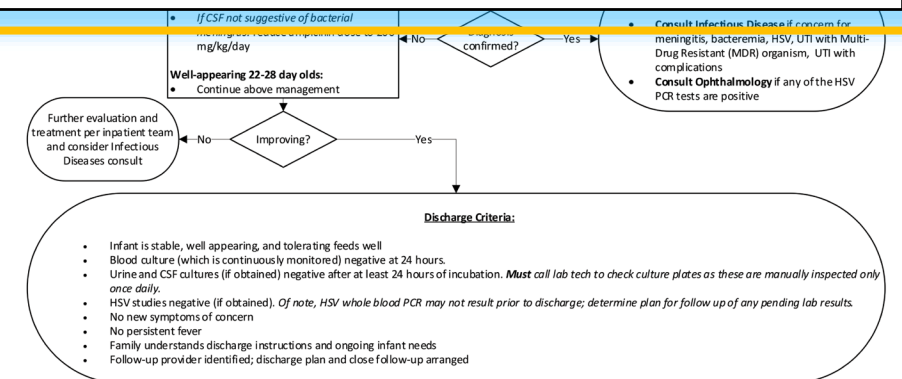 • If CSF not suggestive of bacterial
mg/kg/day
Well-appearing 22-28 day olds:
• Continue above management
No
confirmed?
Yes
• Consult Infectious Disease if concern for
meningitis, bacteremia, HSV, UTI with Multi-
Drug Resistant (MDR) organism, UTI with
complications
• Consult Ophthalmology if any of the HSV
PCR tests are positive
Further evaluation and
treatment per inpatient team
and consider Infectious
Diseases consult
No
Improving?
Yes
Discharge Criteria:
• Infant is stable, well appearing, and tolerating feeds well
• Blood culture (which is continuously monitored) negative at 24 hours.
• Urine and CSF cultures (if obtained) negative after at least 24 hours of incubation. Must call lab tech to check culture plates as these are manually inspected only
once daily.
• HSV studies negative (if obtained). Of note, HSV whole blood PCR may not result prior to discharge; determine plan for follow up of any pending lab results.
• No new symptoms of concern
• No persistent fever
• Family understands discharge instructions and ongoing infant needs
• Follow-up provider identified; discharge plan and close follow-up arranged